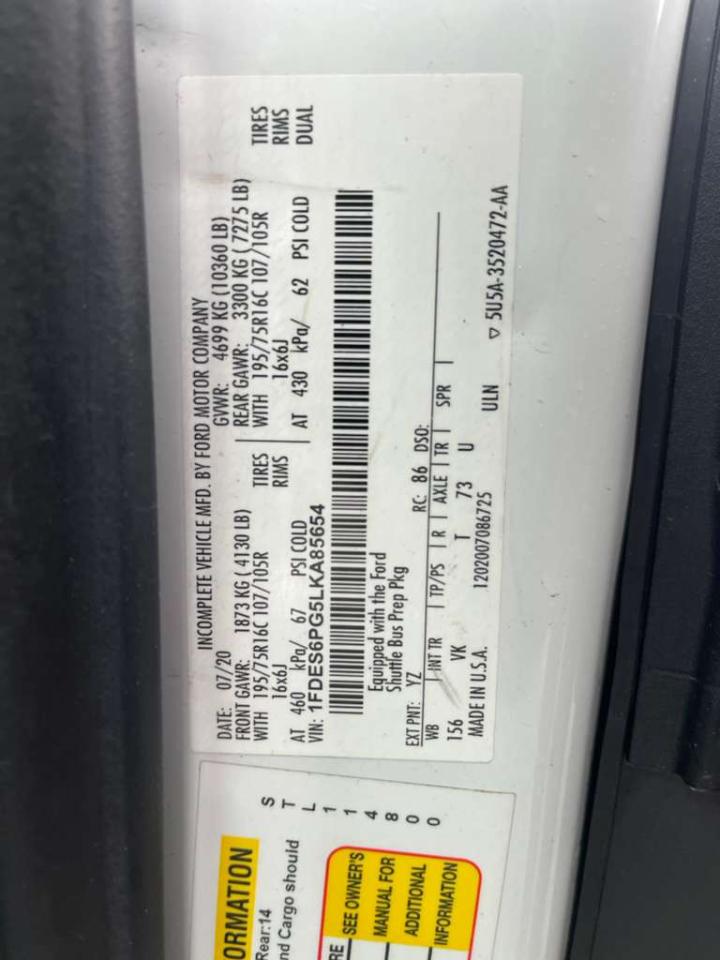 INCOMPLETE VEHICLE MFD. BY FORD MOTOR COMPANY
DATE: 07/20 GVWR: 4699 KG (10360 LB)
FRONT GAWR: 1873 KG ( 4130 LB) REAR GAWR: 3300 KG ( 7275 LB)
WITH 195/75R16C 107/105R TIRES WITH 195/75R16C 107/105R TIRES
16x6J RIMS 16x6J RIMS
AT 460 kPa/ 67 PSI COLD AT 430 kPa/ 62 PSI COLD DUAL
VIN: 1FDES6PG5LKA85654
Equipped with the Ford
Shuttle Bus Prep Pkg
EXT PNT: YZ RC: 86 DSO:
WB INT TR TP/PS R AXLE TR SPR
156 VK T 73 U
MADE IN U.S.A. 1202007086725 ULN
▽ 5U5A-3520472-AA
ORMATION
Rear:14
nd Cargo should
S
T
L
1
1
4
8
0
0
RE
SEE OWNER'S
MANUAL FOR
ADDITIONAL
INFORMATION